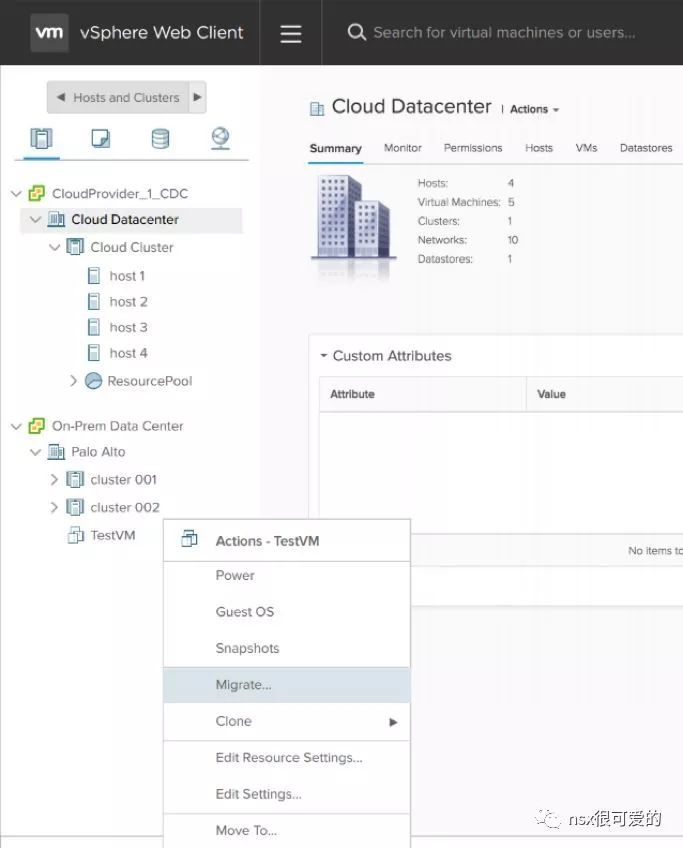 vm vSphere Web Client
Search for virtual machines or users...
Hosts and Clusters
CloudProvider_1_CDC
Cloud Datacenter
Cloud Cluster
host 1
host 2
host 3
host 4
ResourcePool
On-Prem Data Center
Palo Alto
cluster 001
cluster 002
TestVM
Cloud Datacenter
Actions
Summary Monitor Permissions Hosts VMs Datastores
Hosts: 4
Virtual Machines: 5
Clusters: 1
Networks: 10
Datastores: 1
Custom Attributes
Attribute Value
No items to
Actions - TestVM
Power
Guest OS
Snapshots
Migrate...
Clone
Edit Resource Settings...
Edit Settings...
Move To...
nsx很可爱的